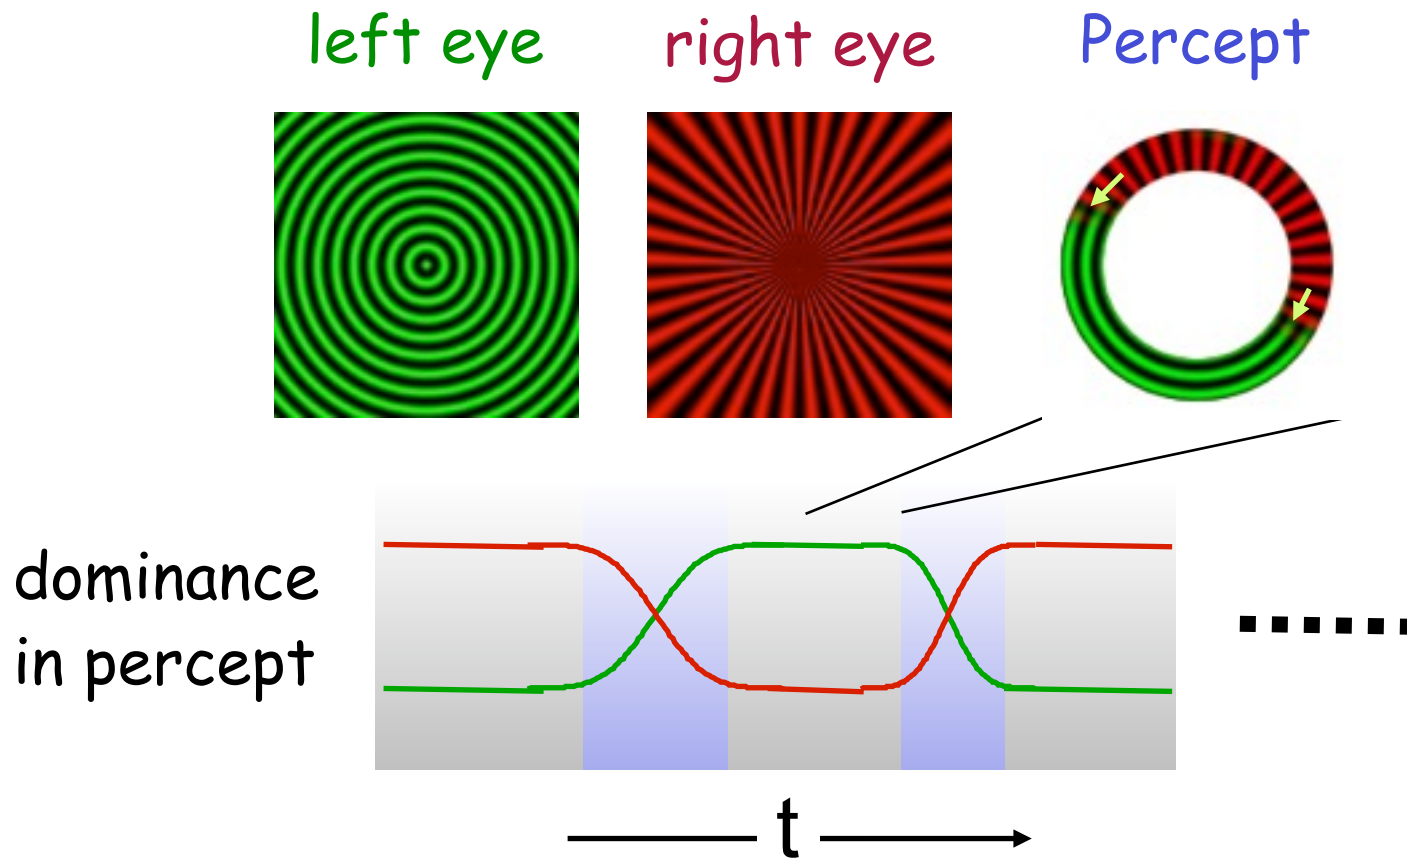 left eye
right eye
Percept
dominance
in percept
t